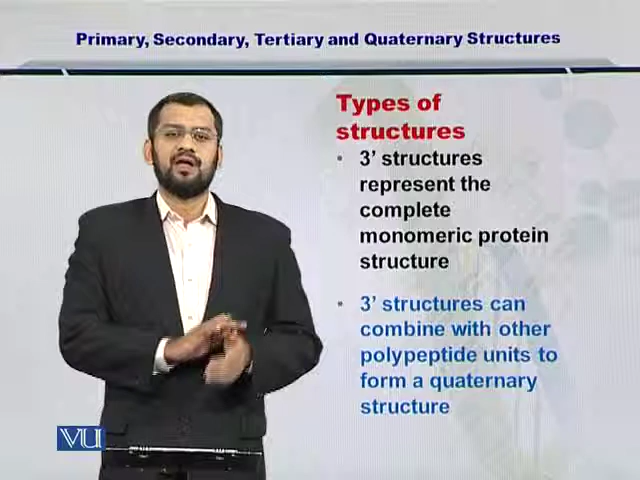 Primary, Secondary, Tertiary and Quaternary Structures
Types of
structures
• 3’ structures
represent the
complete
monomeric protein
structure
• 3’ structures can
combine with other
polypeptide units to
form a quaternary
structure
VU